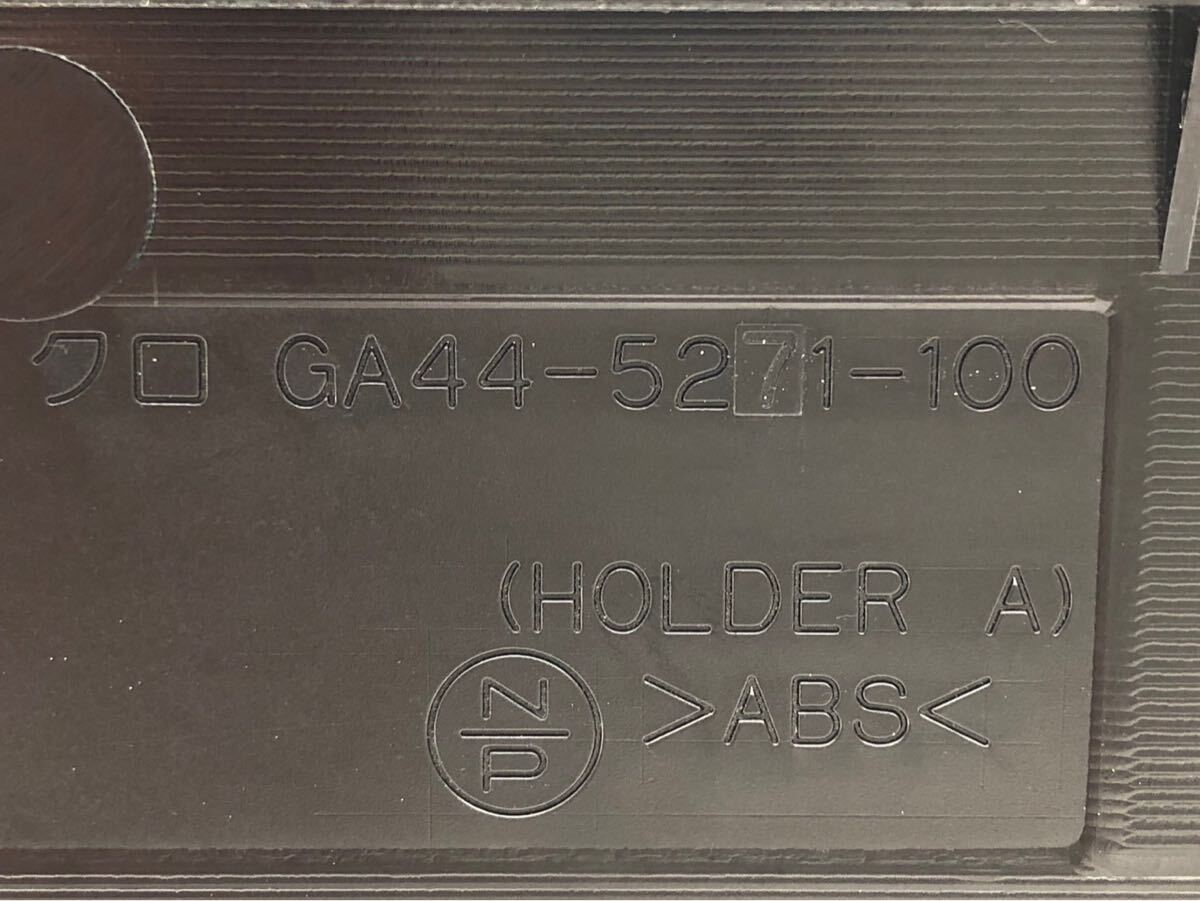 クロ GA44-5271-100
(HOLDER A)
N
P
>ABS<